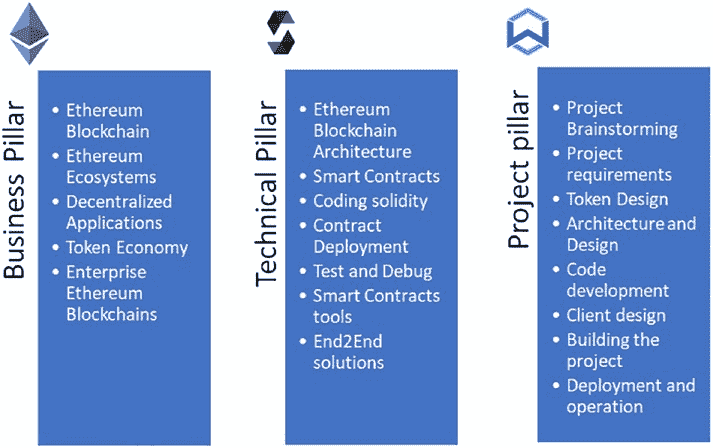 Business Pillar
• Ethereum
Blockchain
• Ethereum
Ecosystems
• Decentralized
Applications
• Token Economy
• Enterprise
Ethereum
Blockchains
Technical Pillar
• Ethereum
Blockchain
Architecture
• Smart Contracts
• Coding solidity
• Contract
Deployment
• Test and Debug
• Smart Contracts
tools
• End2End
solutions
Project pillar
• Project
Brainstorming
• Project
requirements
• Token Design
• Architecture and
Design
• Code
development
• Client design
• Building the
project
• Deployment and
operation